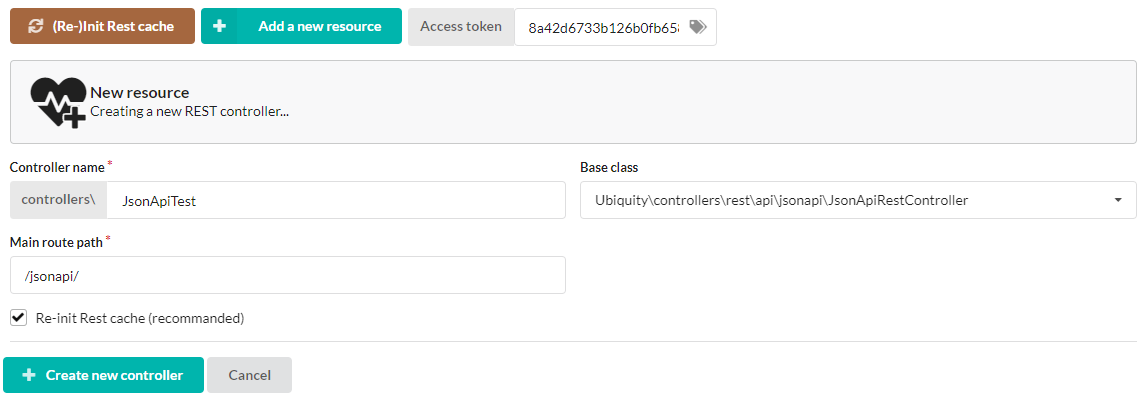 (Re-)Init Rest cache
Add a new resource
Access token
8a42d6733b126b0fb658
New resource
Creating a new REST controller...
Controller name *
Base class
controllers\
JsonApiTest
Ubiquity\controllers\rest\api\jsonapi\JsonApiRestController
Main route path *
/jsonapi/
Re-init Rest cache (recommanded)
Create new controller
Cancel